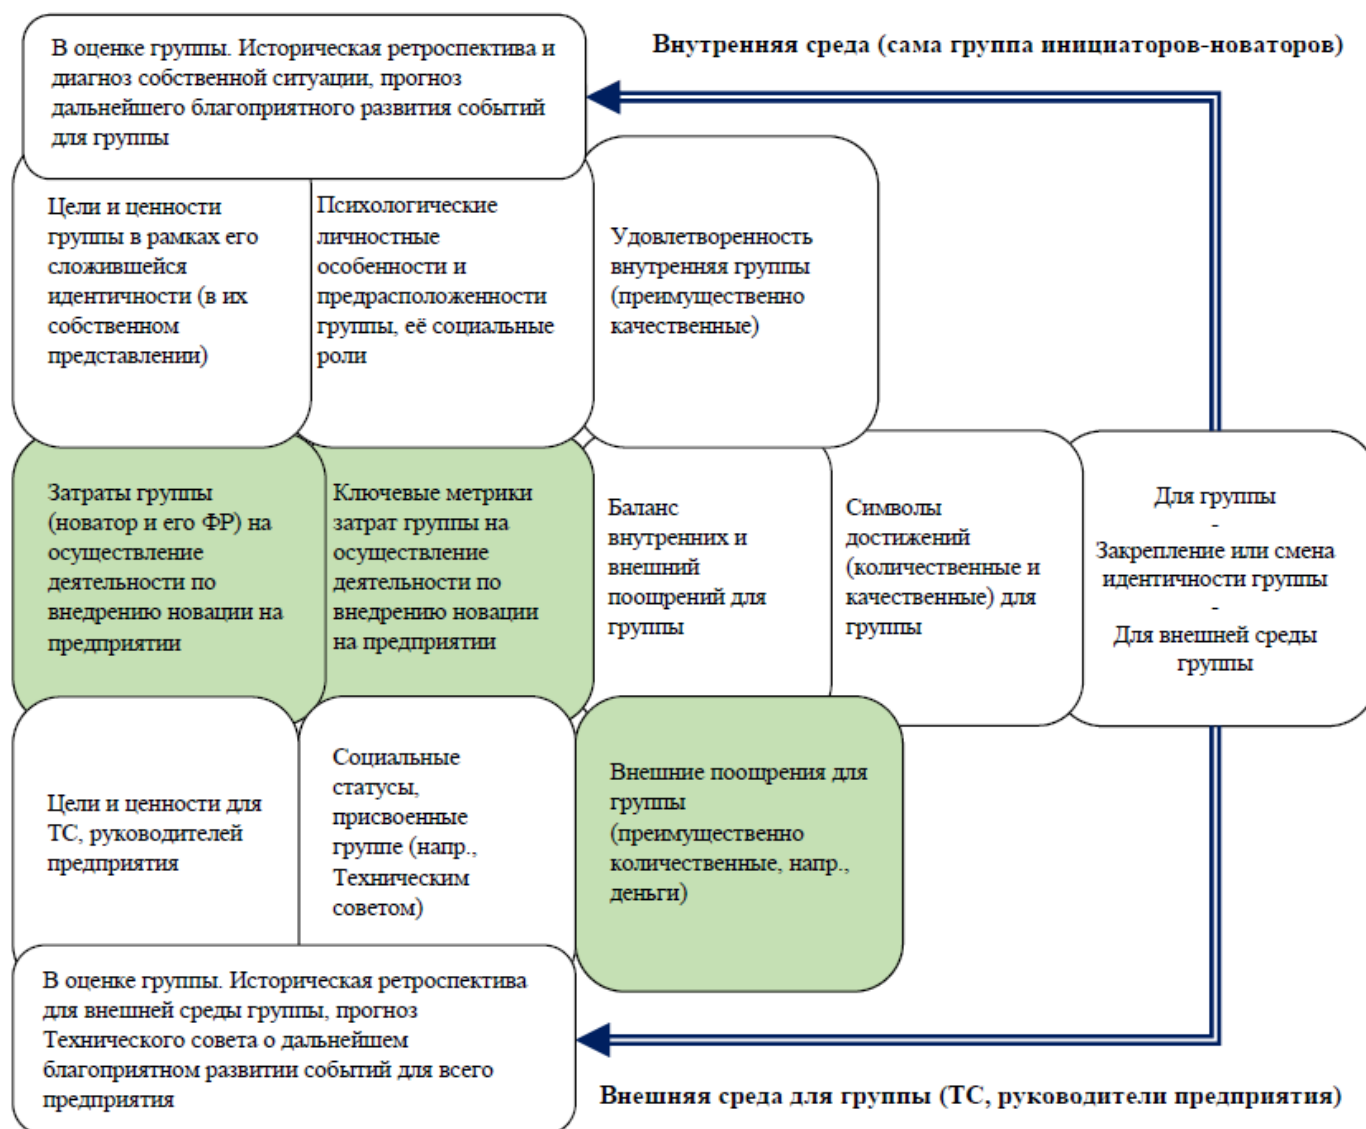 В оценке группы. Историческая ретроспектива и
диагноз собственной ситуации, прогноз
дальнейшего благоприятного развития событий
для группы
Внутренняя среда (сама группа инициаторов-новаторов)
Цели и ценности
группы в рамках его
сложившейся
идентичности (в их
собственном
представлении)
Психологические
личностные
особенности и
предрасположенности
группы, её социальные
роли
Удовлетворенность
внутренняя группы
(преимущественно
качественные)
Затраты группы
(новатор и его ФР) на
осуществление
деятельности по
внедрению новации на
предприятии
Ключевые метрики
затрат группы на
осуществление
деятельности по
внедрению новации
на предприятии
Баланс
внутренних и
внешний
поощрений для
группы
Символы
достижений
(количественные и
качественные) для
группы
Для группы
-
Закрепление или смена
идентичности группы
-
Для внешней среды
группы
Цели и ценности для
ТС, руководителей
предприятия
Социальные
статусы,
присвоенные
группе (напр.,
Техническим
советом)
Внешние поощрения для
группы
(преимущественно
количественные, напр.,
деньги)
В оценке группы. Историческая ретроспектива
для внешней среды группы, прогноз
Технического совета о дальнейшем
благоприятном развитии событий для всего
предприятия
Внешняя среда для группы (ТС, руководители предприятия)